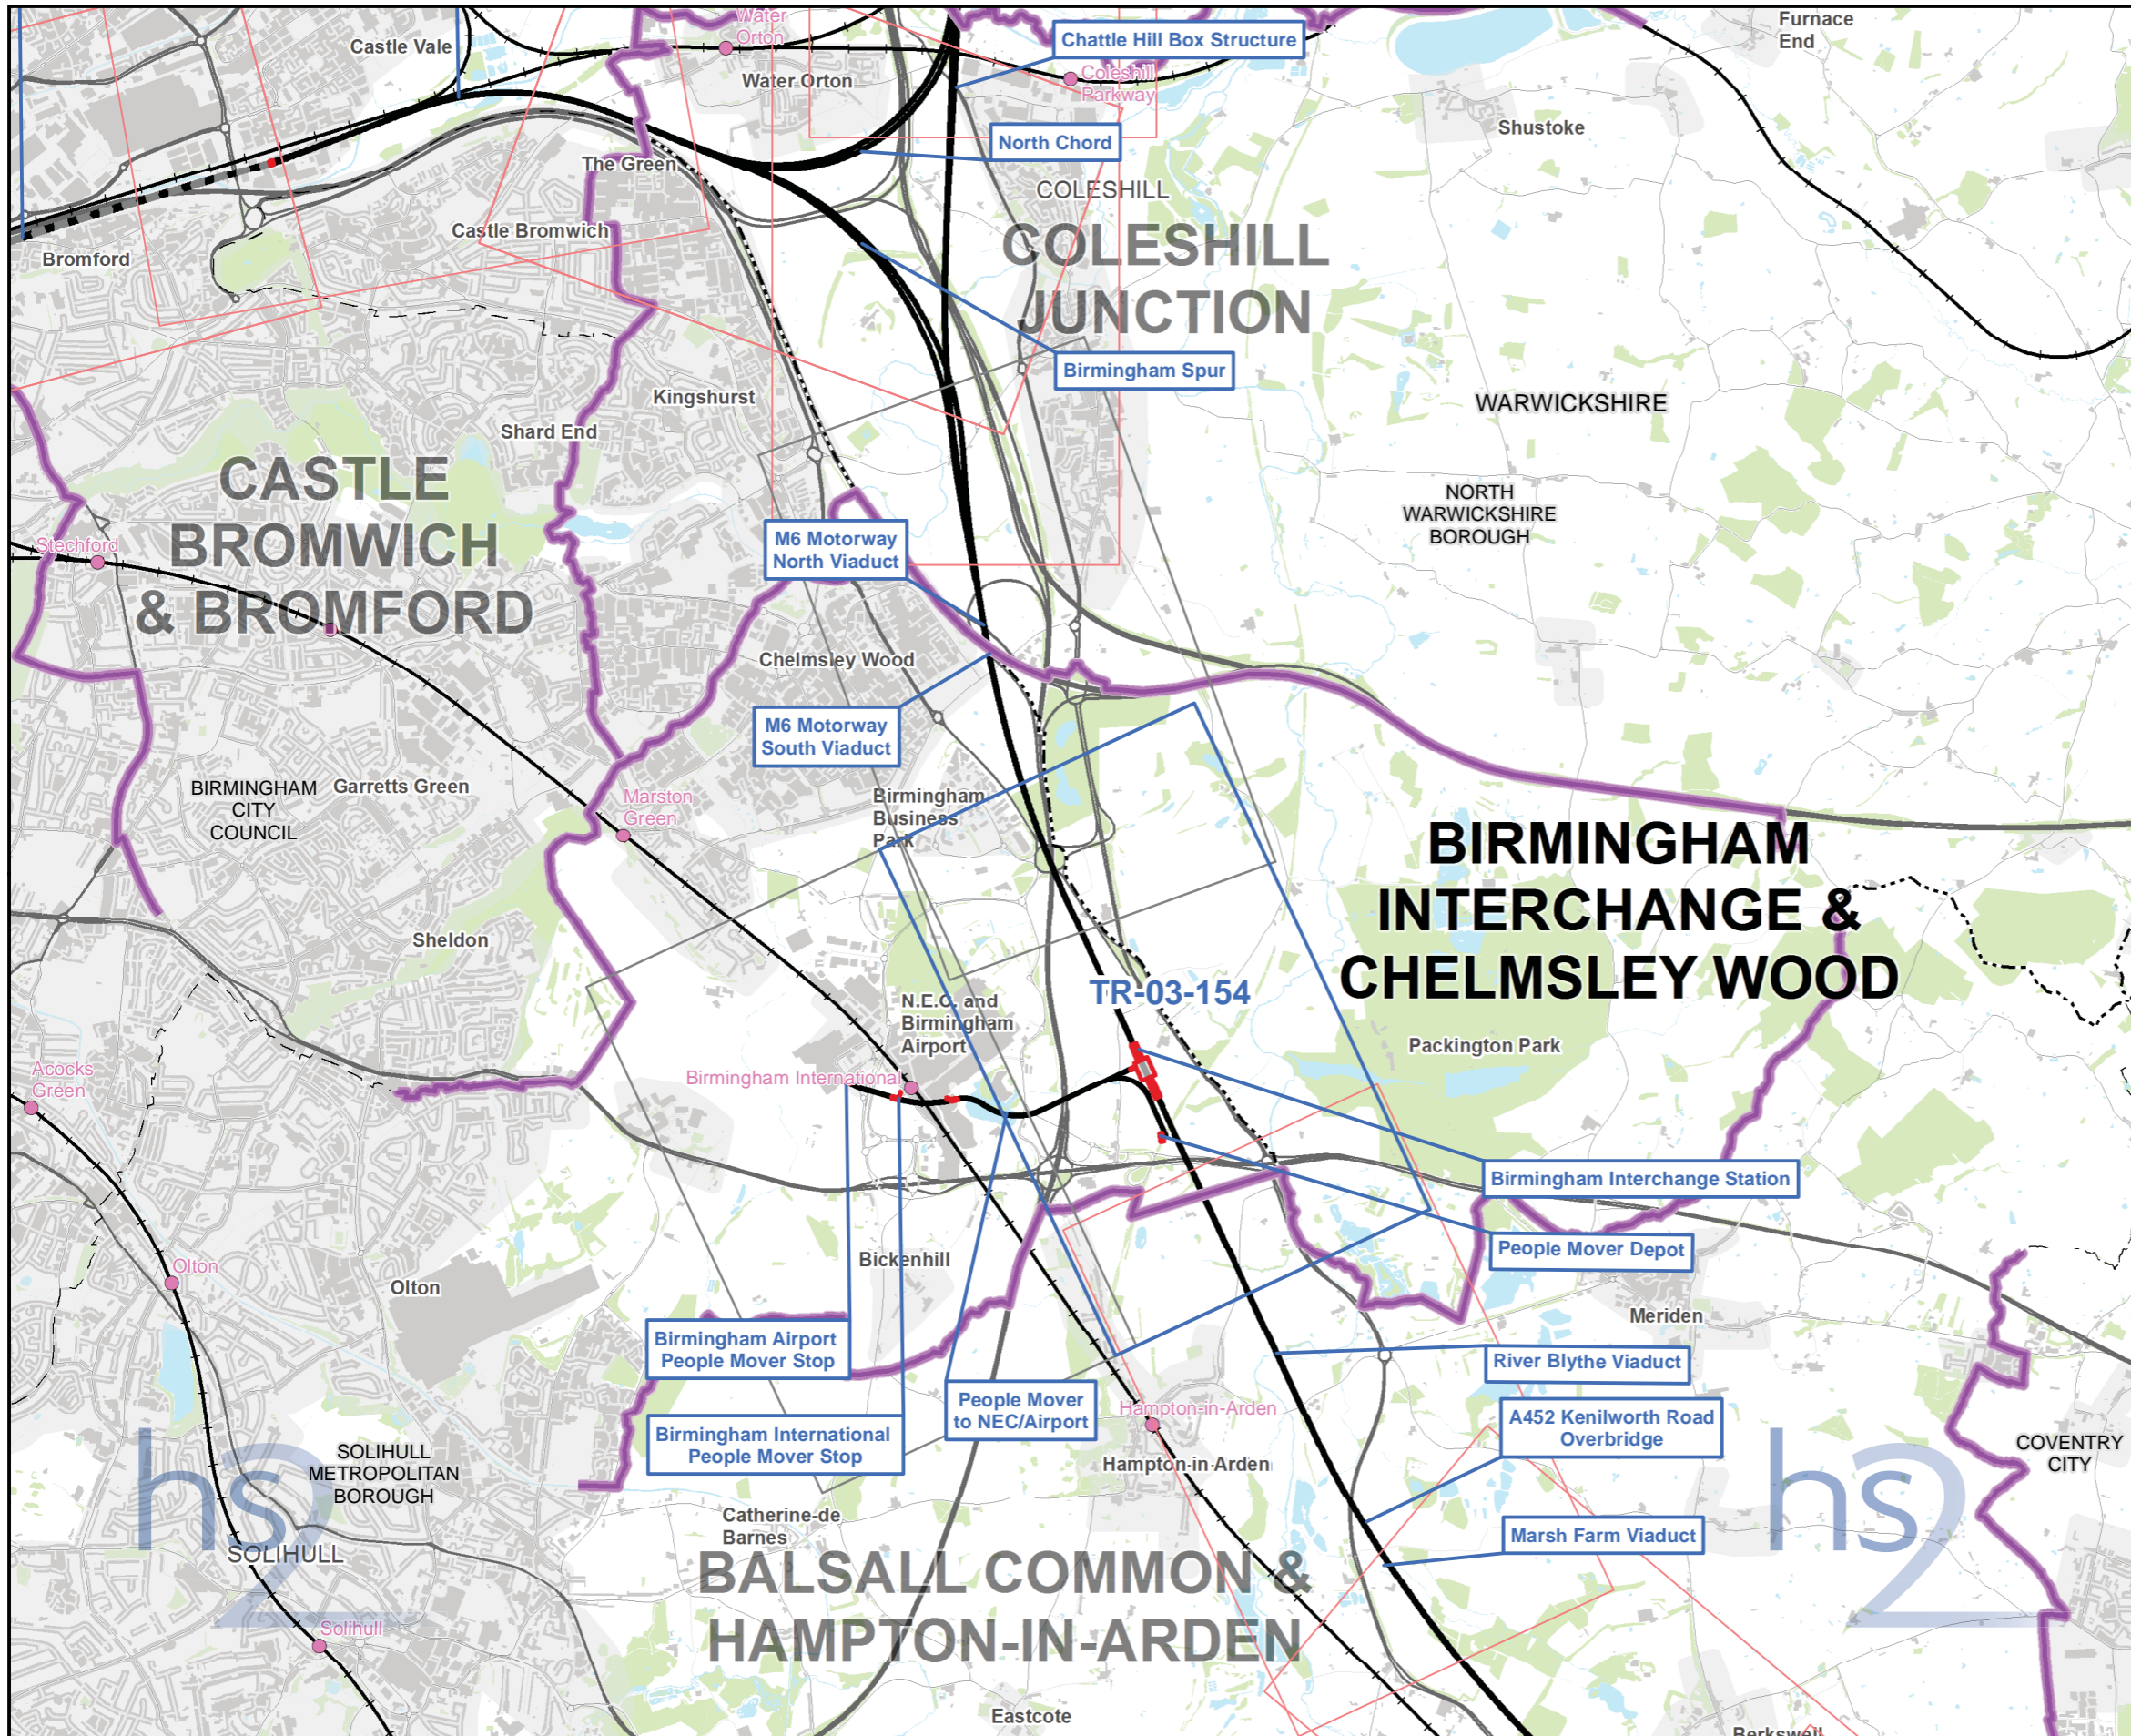 Water
Orton
Castle Vale
Chattle Hill Box Structure
Furnace
End
Water Orton
Coleshill
Parkway
Shustoke
The Green
North Chord
COLESHILL
Castle Bromwich
Bromford
COLESHILL
JUNCTION
Birmingham Spur
Kingshurst
WARWICKSHIRE
Shard End
CASTLE
BROMWICH
& BROMFORD
NORTH
WARWICKSHIRE
BOROUGH
Stechford
M6 Motorway
North Viaduct
Chelmsley Wood
M6 Motorway
South Viaduct
BIRMINGHAM
CITY
COUNCIL
Garretts Green
Marston
Green
Birmingham
Business
Park
BIRMINGHAM
INTERCHANGE &
CHELMSLEY WOOD
Sheldon
TR-03-154
N.E.C. and
Birmingham
Airport
Packington Park
Acocks
Green
Birmingham International
Birmingham Interchange Station
People Mover Depot
Olton
Olton
Bickenhill
Meriden
Birmingham Airport
People Mover Stop
River Blythe Viaduct
People Mover
to NEC/Airport
Hampton-in-Arden
A452 Kenilworth Road
Overbridge
Birmingham International
People Mover Stop
SOLIHULL
METROPOLITAN
BOROUGH
Hampton-in-Arden
COVENTRY
CITY
hs2
hs2
Catherine-de
Barnes
Marsh Farm Viaduct
SOLIHULL
BALSALL COMMON &
HAMPTON-IN-ARDEN
Solihull
Eastcote
Berkswell